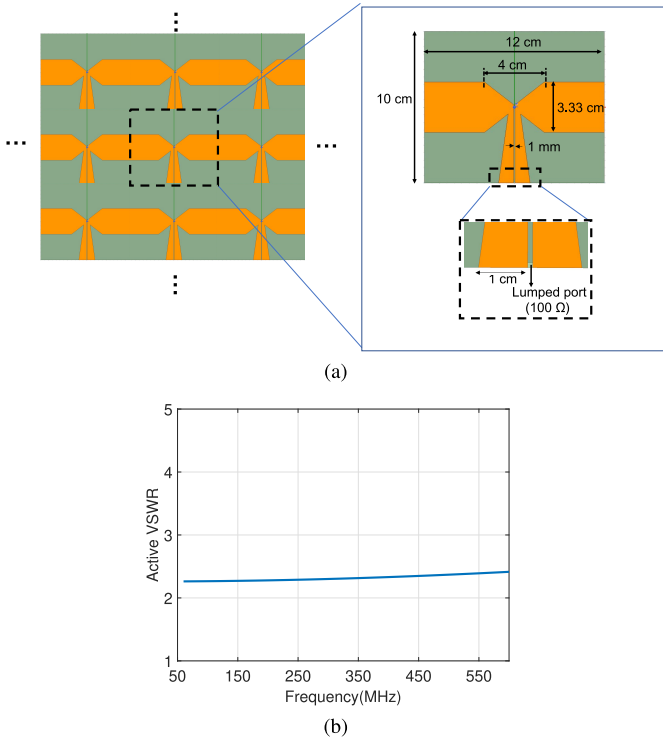 12 cm
4 cm
10 cm
3.33 cm
1 mm
1 cm
Lumped port
(100 Ω)
(a)
5
4
3
2
1
Active VSWR
50 150 250 350 450 550
Frequency(MHz)
(b)